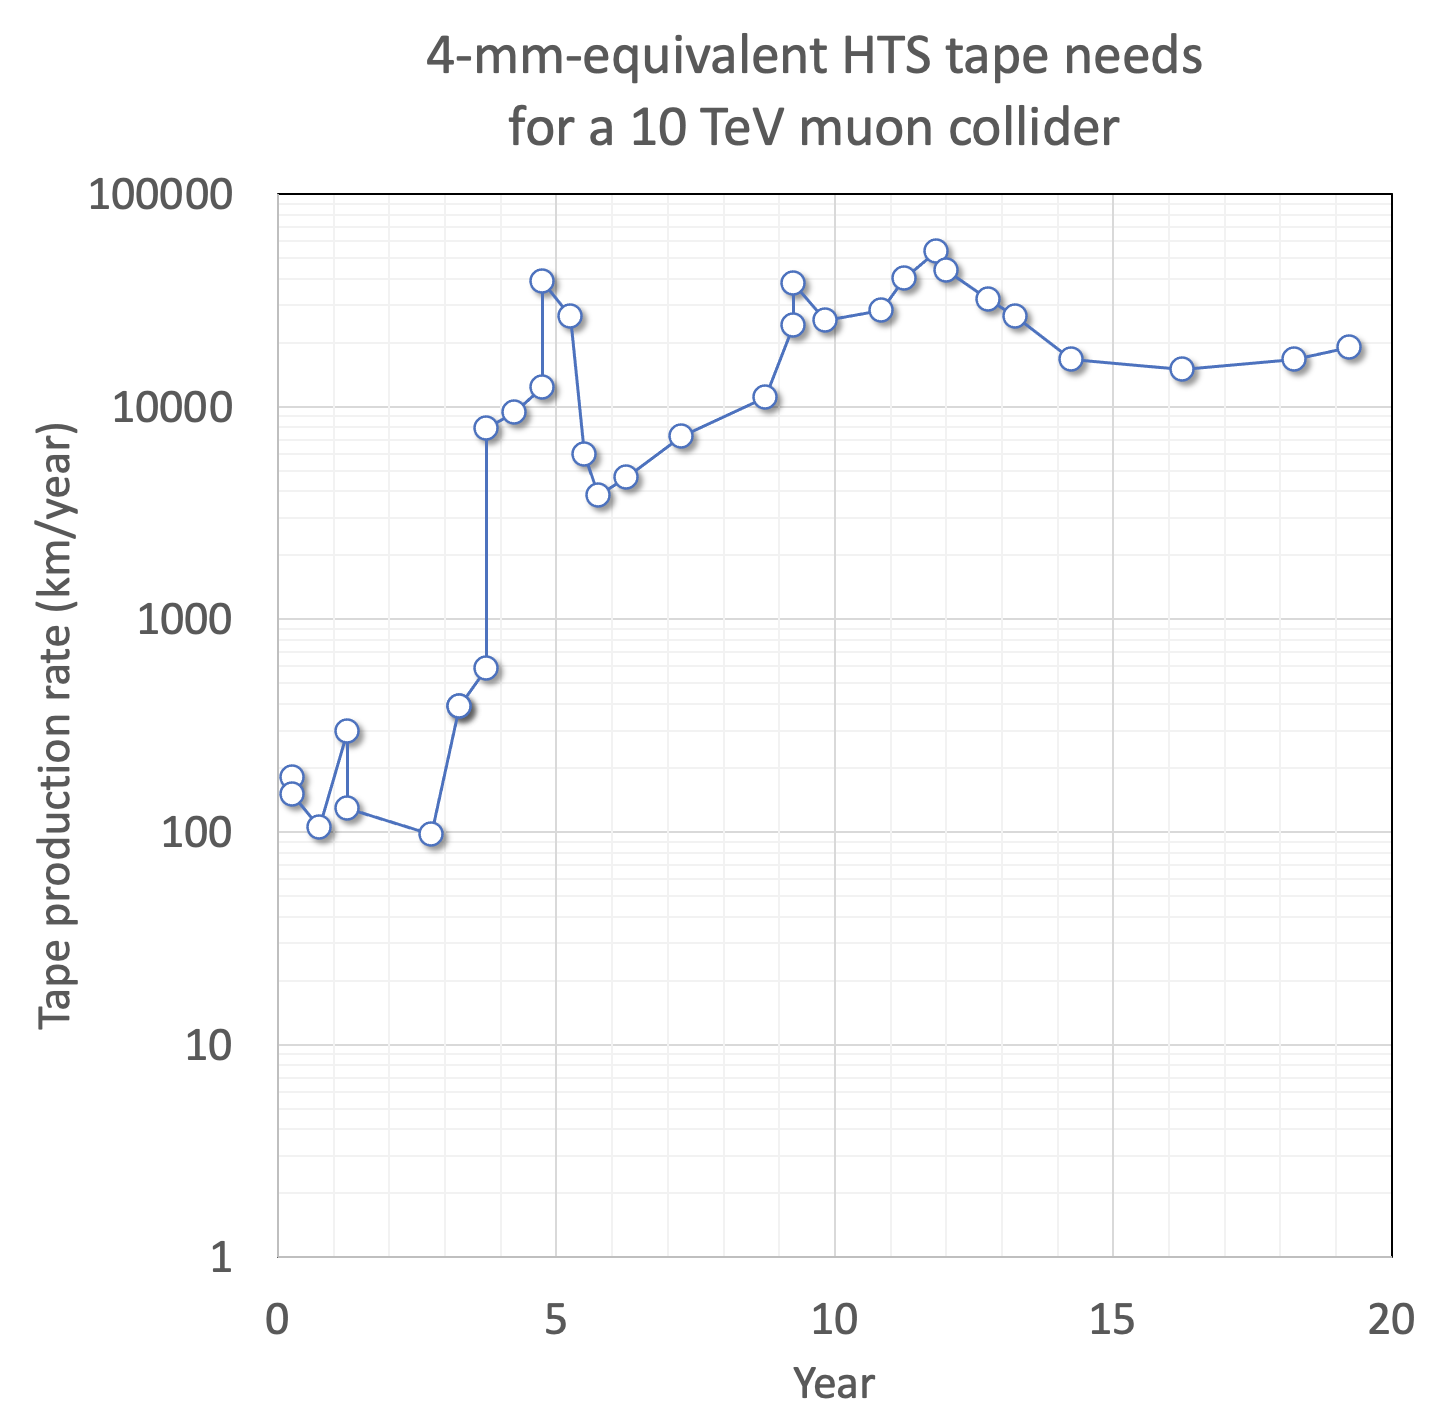 4-mm-equivalent HTS tape needs
for a 10 TeV muon collider
100000
10000
1000
100
10
1
Tape production rate (km/year)
0 5 10 15 20
Year